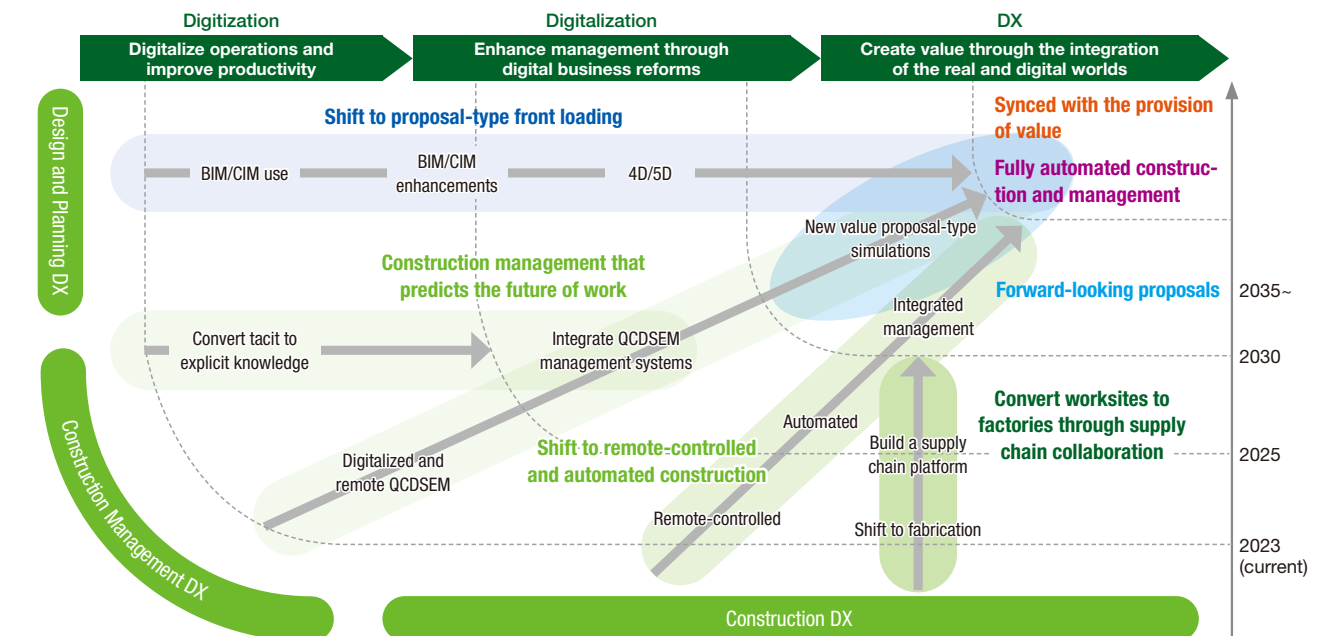 Digitization
Digitalization
DX
Digitalize operations and
improve productivity
Enhance management through
digital business reforms
Create value through the integration
of the real and digital worlds
Design and Planning DX
Shift to proposal-type front loading
Synced with the provision
of value
BIM/CIM use
BIM/CIM
enhancements
4D/5D
Fully automated construc-
tion and management
New value proposal-type
simulations
Construction management that
predicts the future of work
Forward-looking proposals
2035~
Integrated
management
Convert tacit to
explicit knowledge
Integrate QCDSEM
management systems
2030
Construction Management DX
Automated
Convert worksites to
factories through supply
chain collaboration
Build a supply
chain platform
Shift to remote-controlled
and automated construction
2025
Digitalized and
remote QCDSEM
Remote-controlled
Shift to fabrication
2023
(current)
Construction DX